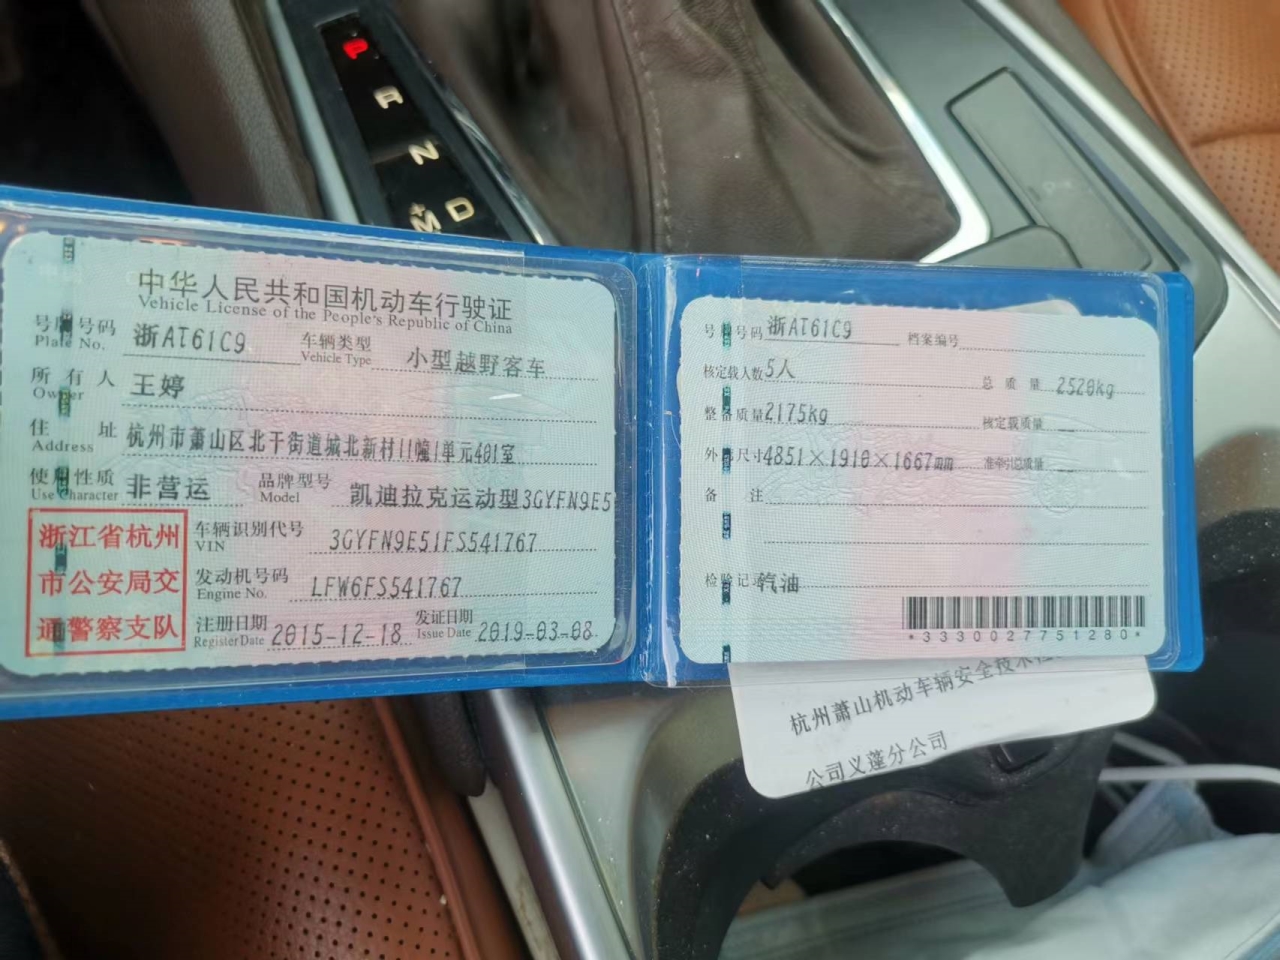 P
R
N
M D
中华人民共和国机动车行驶证
Vehicle License of the People's Republic of China
号牌号码 浙AT61C9 车辆类型 小型越野客车
Plate No. Vehicle Type
所有人 王婷
Owner
住址 杭州市萧山区北干街道城北新村11幢1单元401室
Address
使用性质 非营运 品牌型号 凯迪拉克运动型3GYFN9E5
Use Character Model
浙江省杭州
市公安局交
通警察支队
车辆识别代号 3GYFN9E51FS541767
VIN
发动机号码 LFW6FS541767
Engine No.
注册日期 2015-12-18 发证日期 2019-03-08
Register Date Issue Date
号牌号码 浙AT61C9 档案编号
核定载人数 5人 总质量 2520kg
整备质量 2175kg 核定载质量
外廓尺寸 4851×1910×1667mm 准牵引总质量
备注
检验记录 汽油
*3330027751280*
杭州萧山机动车辆安全技术
公司义蓬分公司